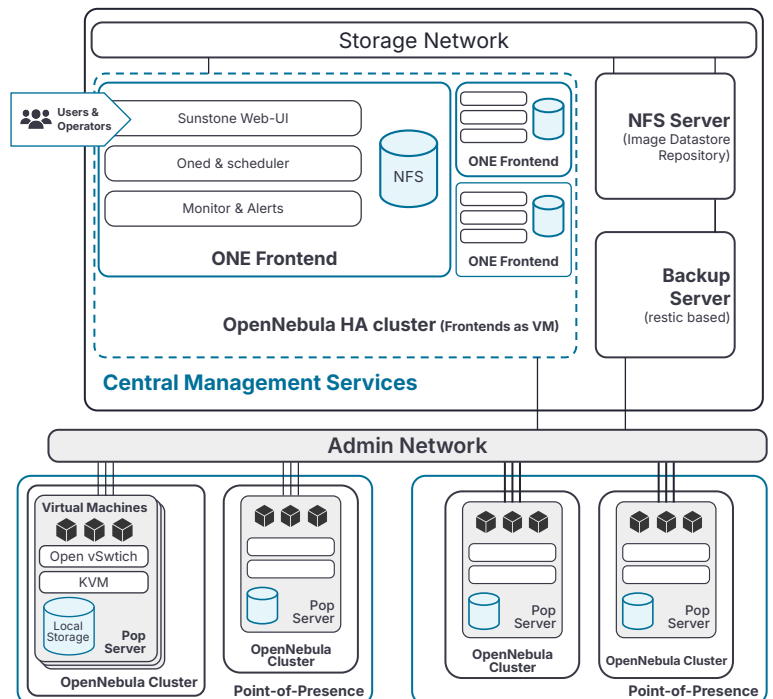 Storage Network
Users &
Operators
Sunstone Web-UI
Oned & scheduler
Monitor & Alerts
NFS
ONE Frontend
ONE Frontend
ONE Frontend
OpenNebula HA cluster (Frontends as VM)
NFS Server
(Image Datastore
Repository)
Backup
Server
(restic based)
Central Management Services
Admin Network
Virtual Machines
Open vSwtich
KVM
Local
Storage
Pop
Server
OpenNebula Cluster
Pop
Server
OpenNebula
Cluster
Point-of-Presence
Pop
Server
OpenNebula
Cluster
Pop
Server
OpenNebula Cluster
Point-of-Presence